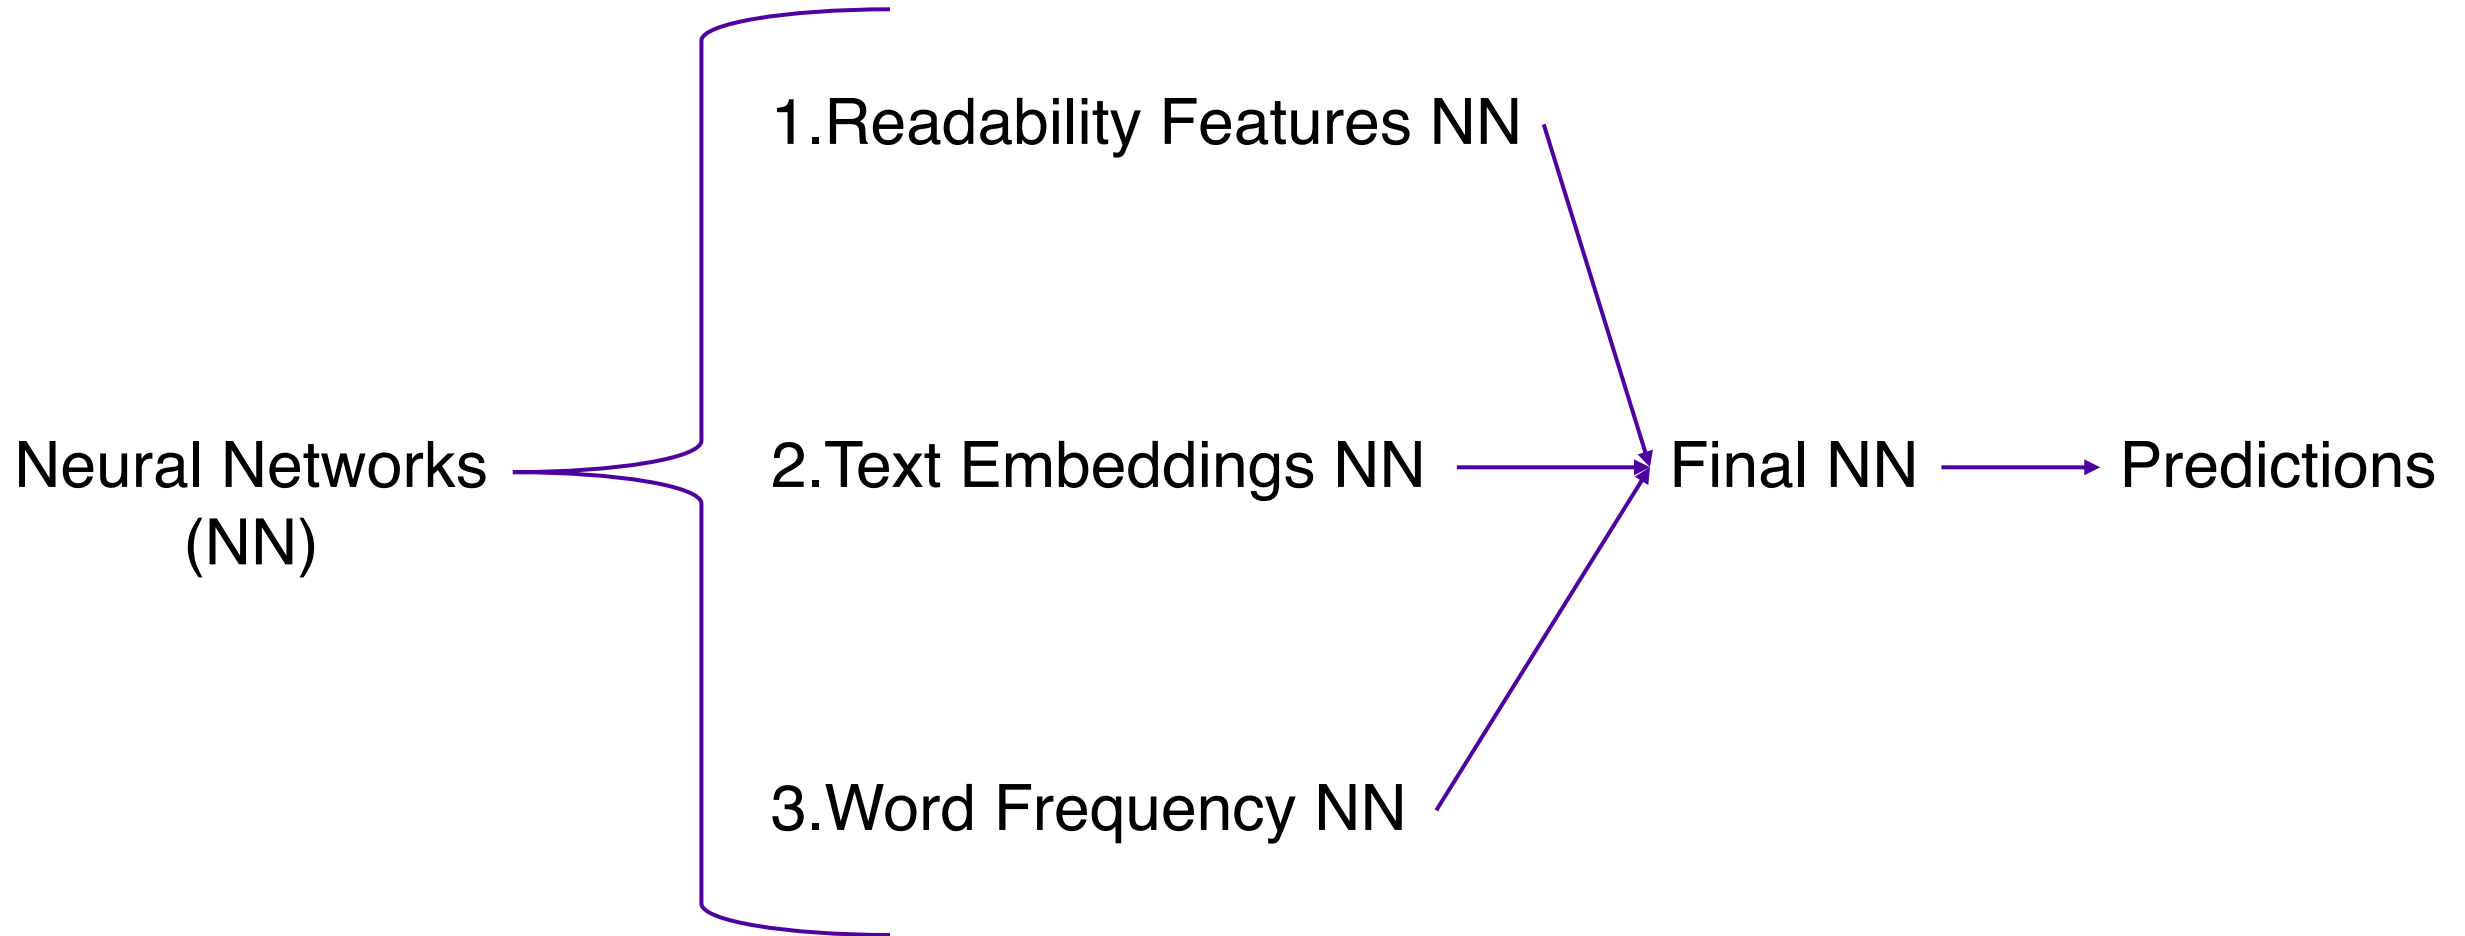 Neural Networks
(NN)
1.Readability Features NN
2.Text Embeddings NN
3.Word Frequency NN
Final NN
Predictions